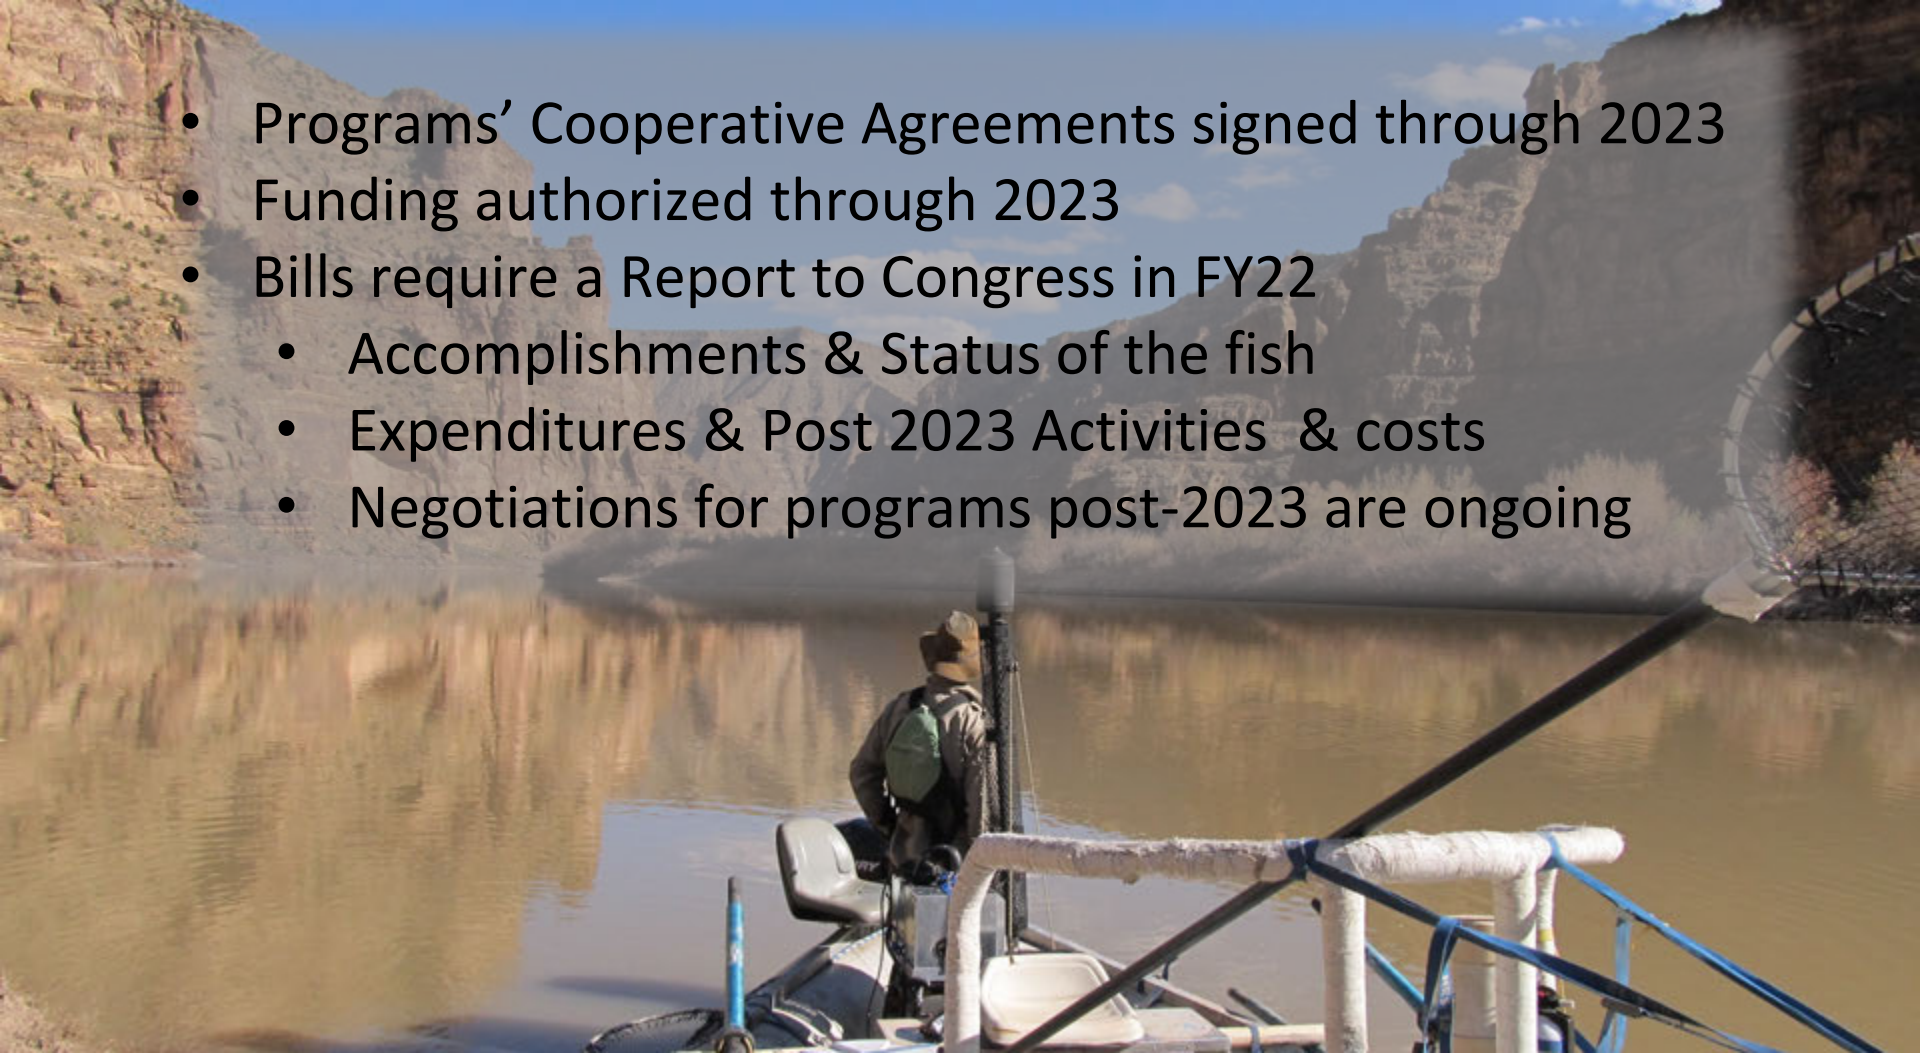 • Programs’ Cooperative Agreements signed through 2023
• Funding authorized through 2023
• Bills require a Report to Congress in FY22
• Accomplishments & Status of the fish
• Expenditures & Post 2023 Activities  & costs
• Negotiations for programs post-2023 are ongoing